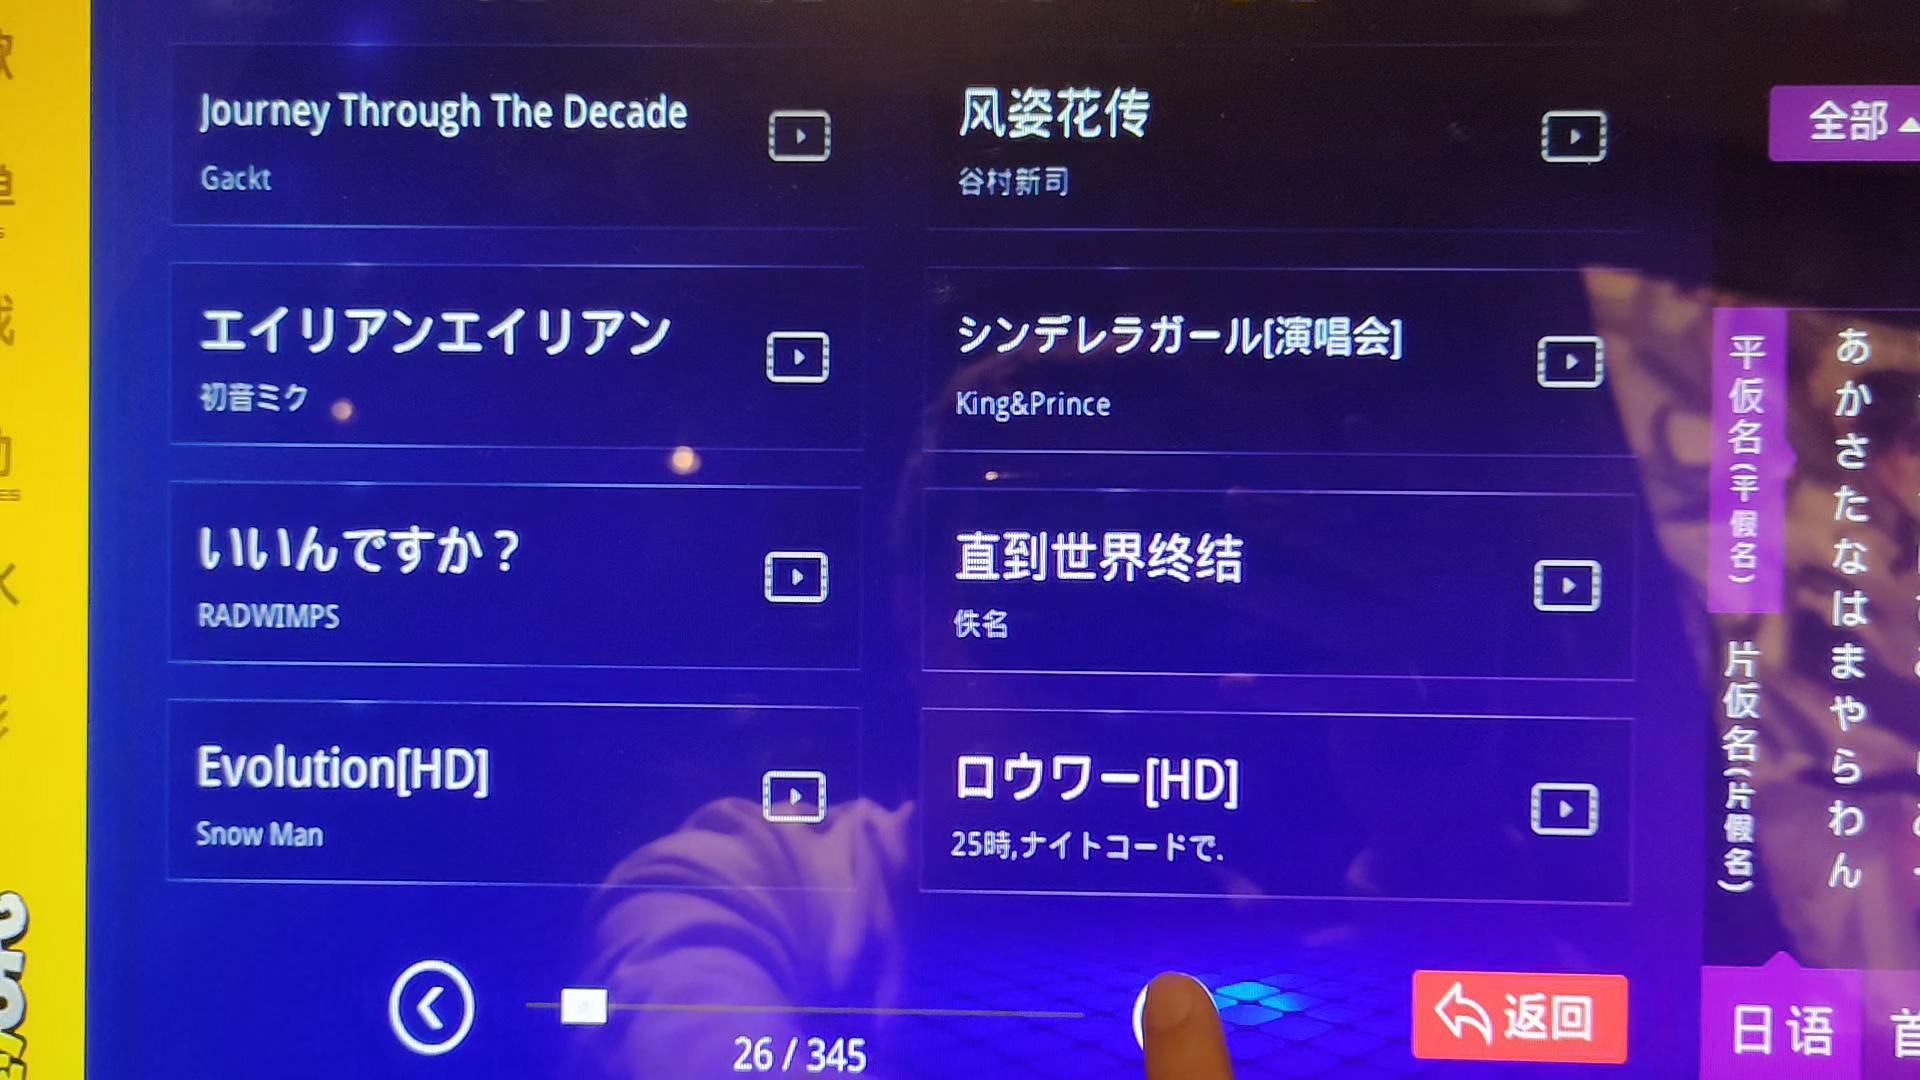 Journey Through The Decade
Gackt
风姿花传
谷村新司
エイリアンエイリアン
初音ミク
シンデレラガール[演唱会]
King&Prince
いいんですか？
RADWIMPS
直到世界终结
佚名
Evolution[HD]
Snow Man
ロウワー[HD]
25時,ナイトコードで.
26 / 345
返回
全部
平仮名(平假名)
片仮名(片假名)
あ
か
さ
た
な
は
ま
や
ら
わ
ん
日语